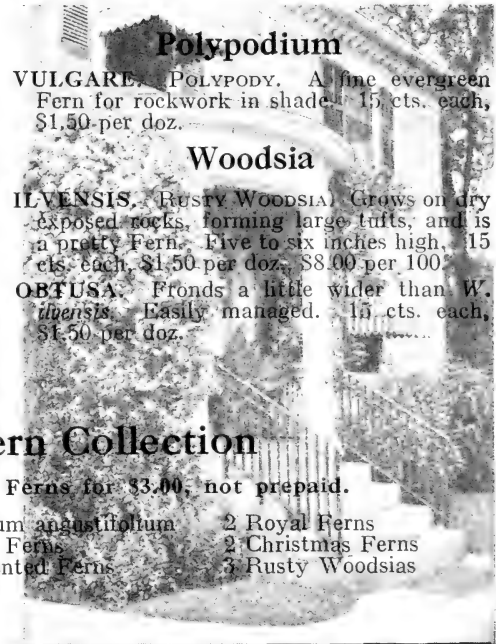 Polypodium
VULGARE. POLYPODY. A fine evergreen
Fern for rockwork in shade. 15 cts. each,
$1.50 per doz.
Woodsia
ILVENSIS. RUSTY WOODSIA. Grows on dry
exposed rocks, forming large tufts, and is
a pretty Fern. Five to six inches high. 15
cts. each, $1.50 per doz., $8.00 per 100.
OBTUSA. Fronds a little wider than W.
ilvensis. Easily managed. 15 cts. each,
$1.50 per doz.
ern Collection
Ferns for $3.00, not prepaid.
um angustifolium 2 Royal Ferns
Ferns 2 Christmas Ferns
nted Ferns 3 Rusty Woodsias